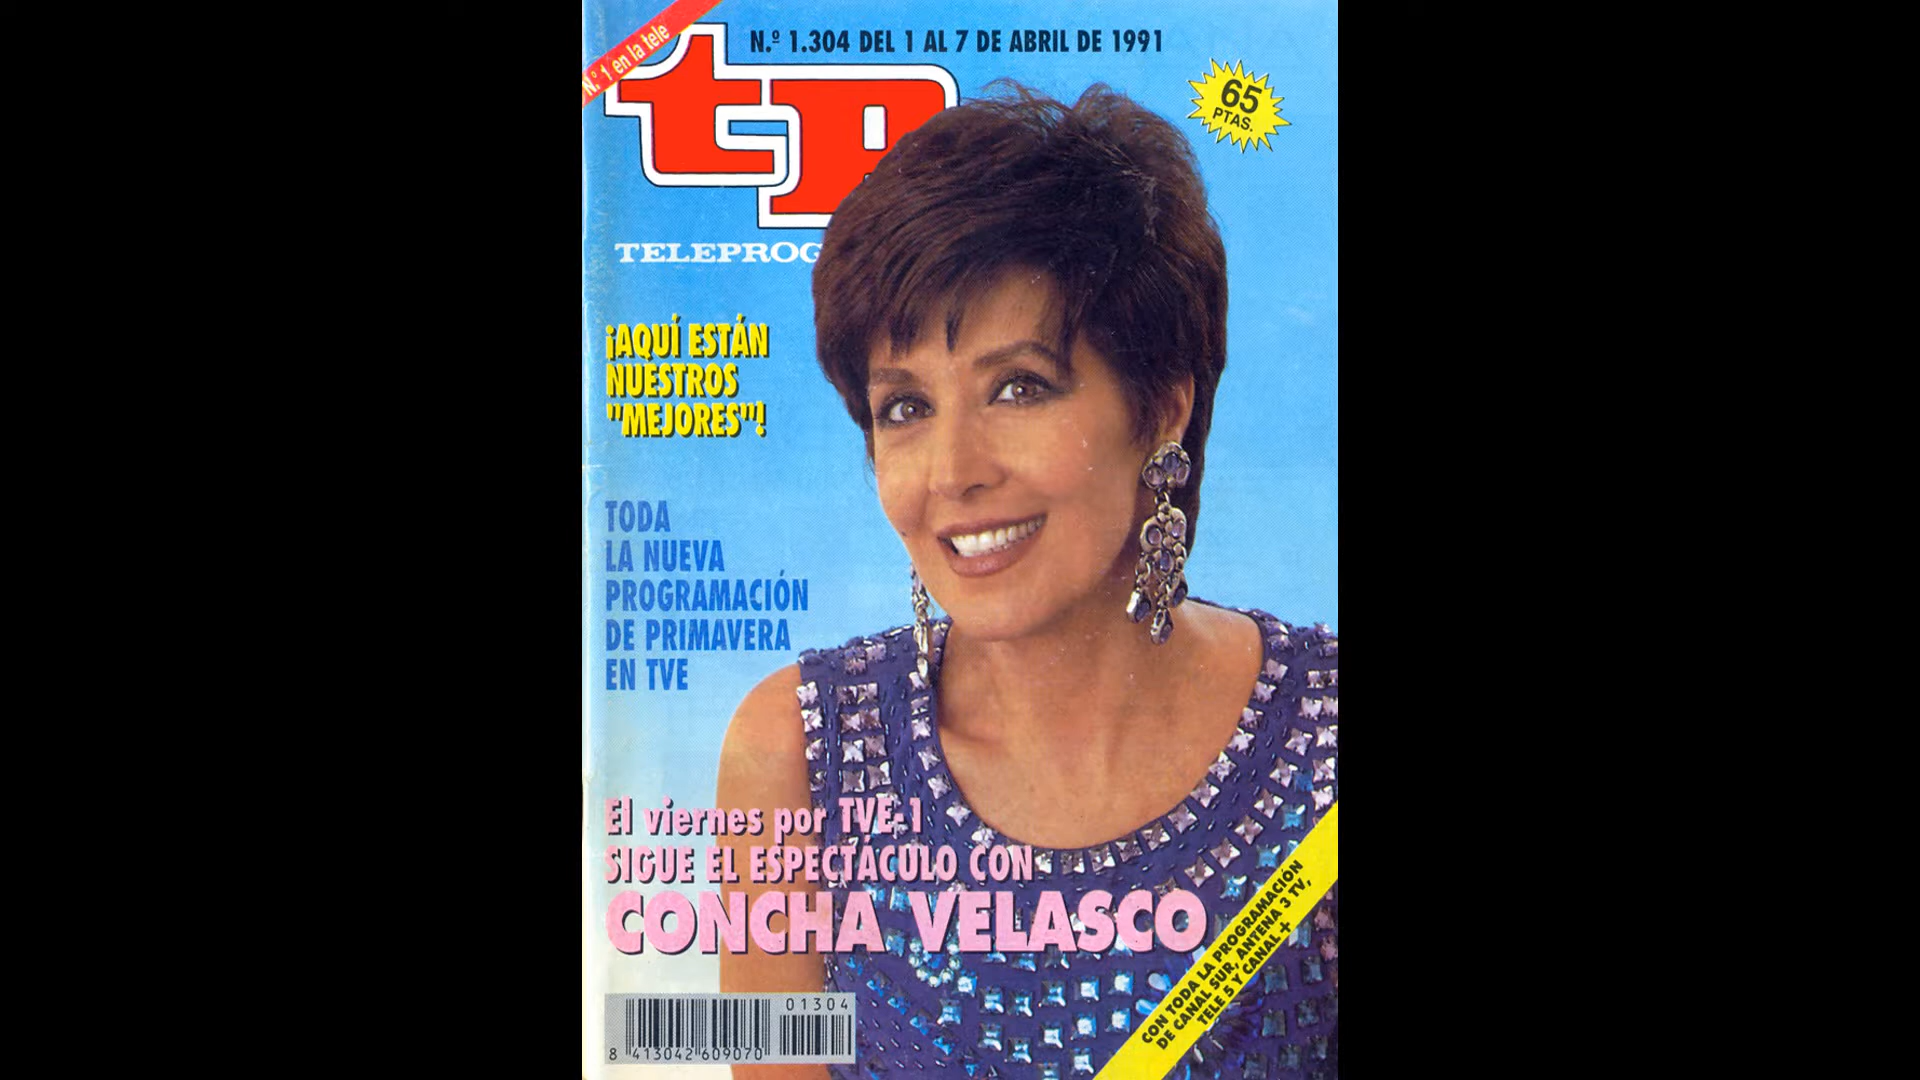 N.º 1 en la tele
N.º 1.304 DEL 1 AL 7 DE ABRIL DE 1991
tp
65
PTAS.
TELEPROG
¡AQUÍ ESTÁN
NUESTROS
"MEJORES"!
TODA
LA NUEVA
PROGRAMACIÓN
DE PRIMAVERA
EN TVE
El viernes por TVE-1
SIGUE EL ESPECTÁCULO CON
CONCHA VELASCO
CON TODA LA PROGRAMACIÓN
DE CANAL SUR, ANTENA 3 TV,
TELE 5 Y CANAL +
01304
8 413042 609070